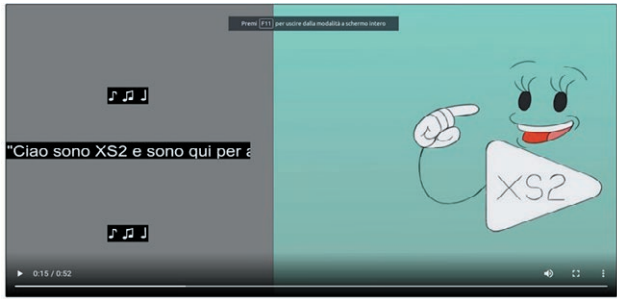 Premi F11 per uscire dalla modalità a schermo intero
♪ ♫ ♩
"Ciao sono XS2 e sono qui per a
♪ ♫ ♩
XS2
0:15 / 0:52